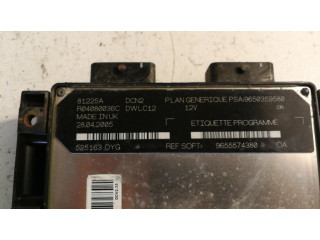 81225A DCN2 PLAN GENERIQUE PSA:9650359580
R04080036C DWLC12 12V
MADE IN UK
28.04.2005
ETIQUETTE PROGRAMME
525163 DYG REF SOFT: 9655574380 OA